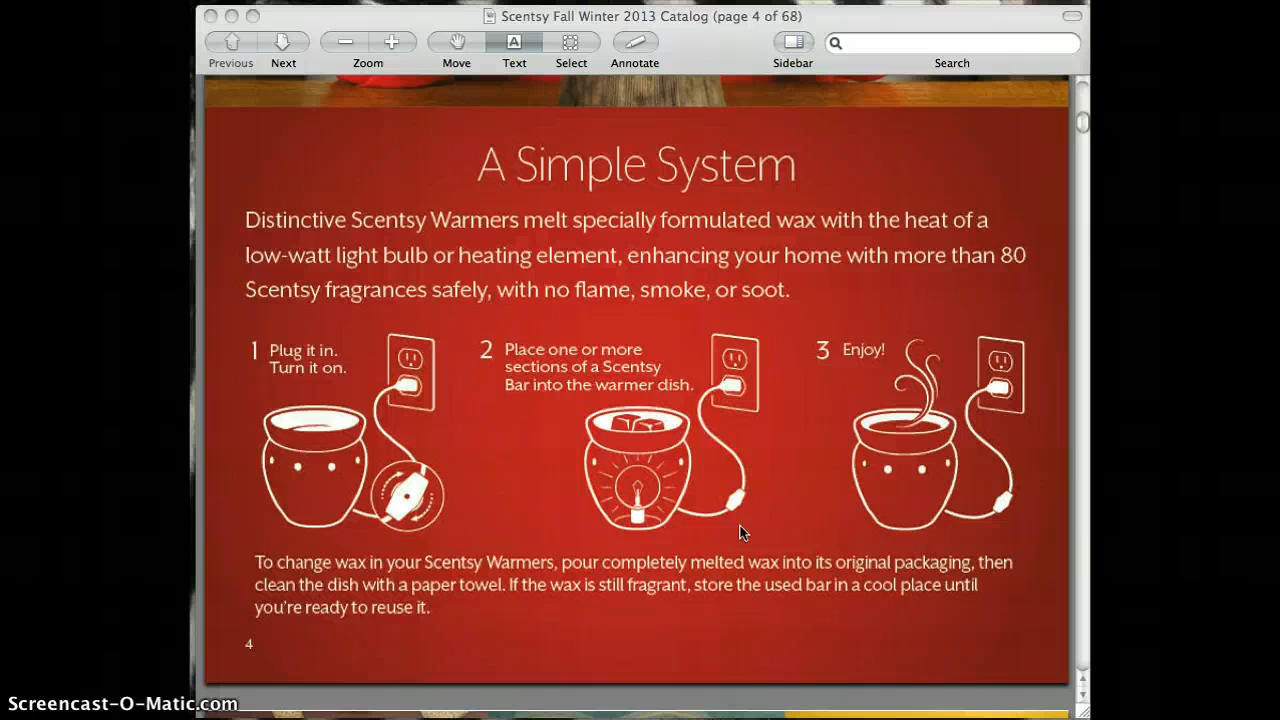 Scentsy Fall Winter 2013 Catalog (page 4 of 68)
Previous Next Zoom Move Text Select Annotate Sidebar Search
A
A Simple System
Distinctive Scentsy Warmers melt specially formulated wax with the heat of a
low-watt light bulb or heating element, enhancing your home with more than 80
Scentsy fragrances safely, with no flame, smoke, or soot.
1 Plug it in.
Turn it on.
2 Place one or more
sections of a Scentsy
Bar into the warmer dish.
3 Enjoy!
To change wax in your Scentsy Warmers, pour completely melted wax into its original packaging, then
clean the dish with a paper towel. If the wax is still fragrant, store the used bar in a cool place until
you're ready to reuse it.
4
Screencast-O-Matic.com